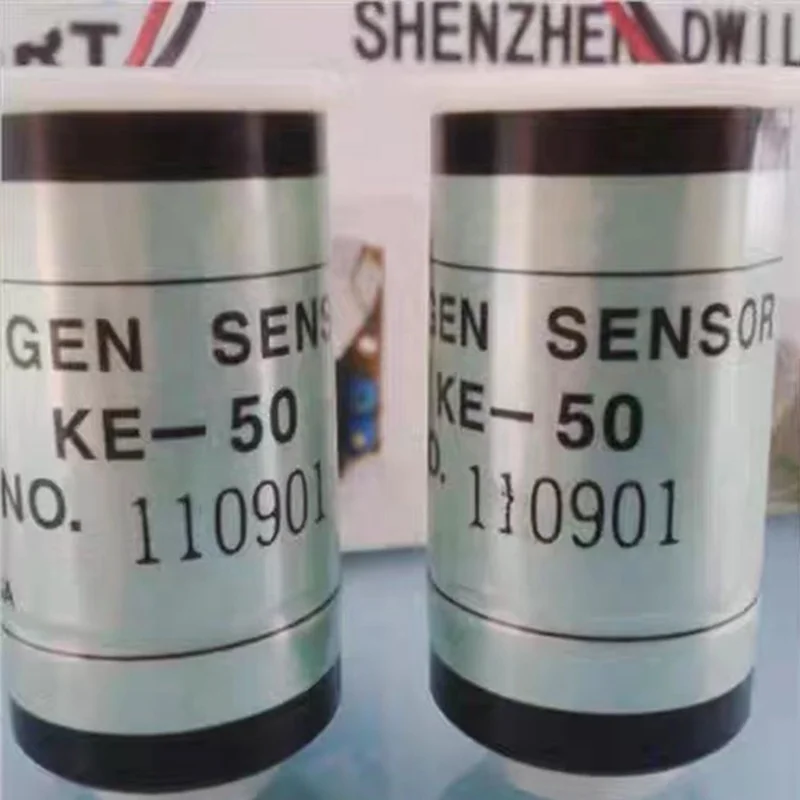 SHENZHEN DWIL
GEN SENS
KE-50
NO. 110901
GEN SENSOR
KE-50
O. 110901